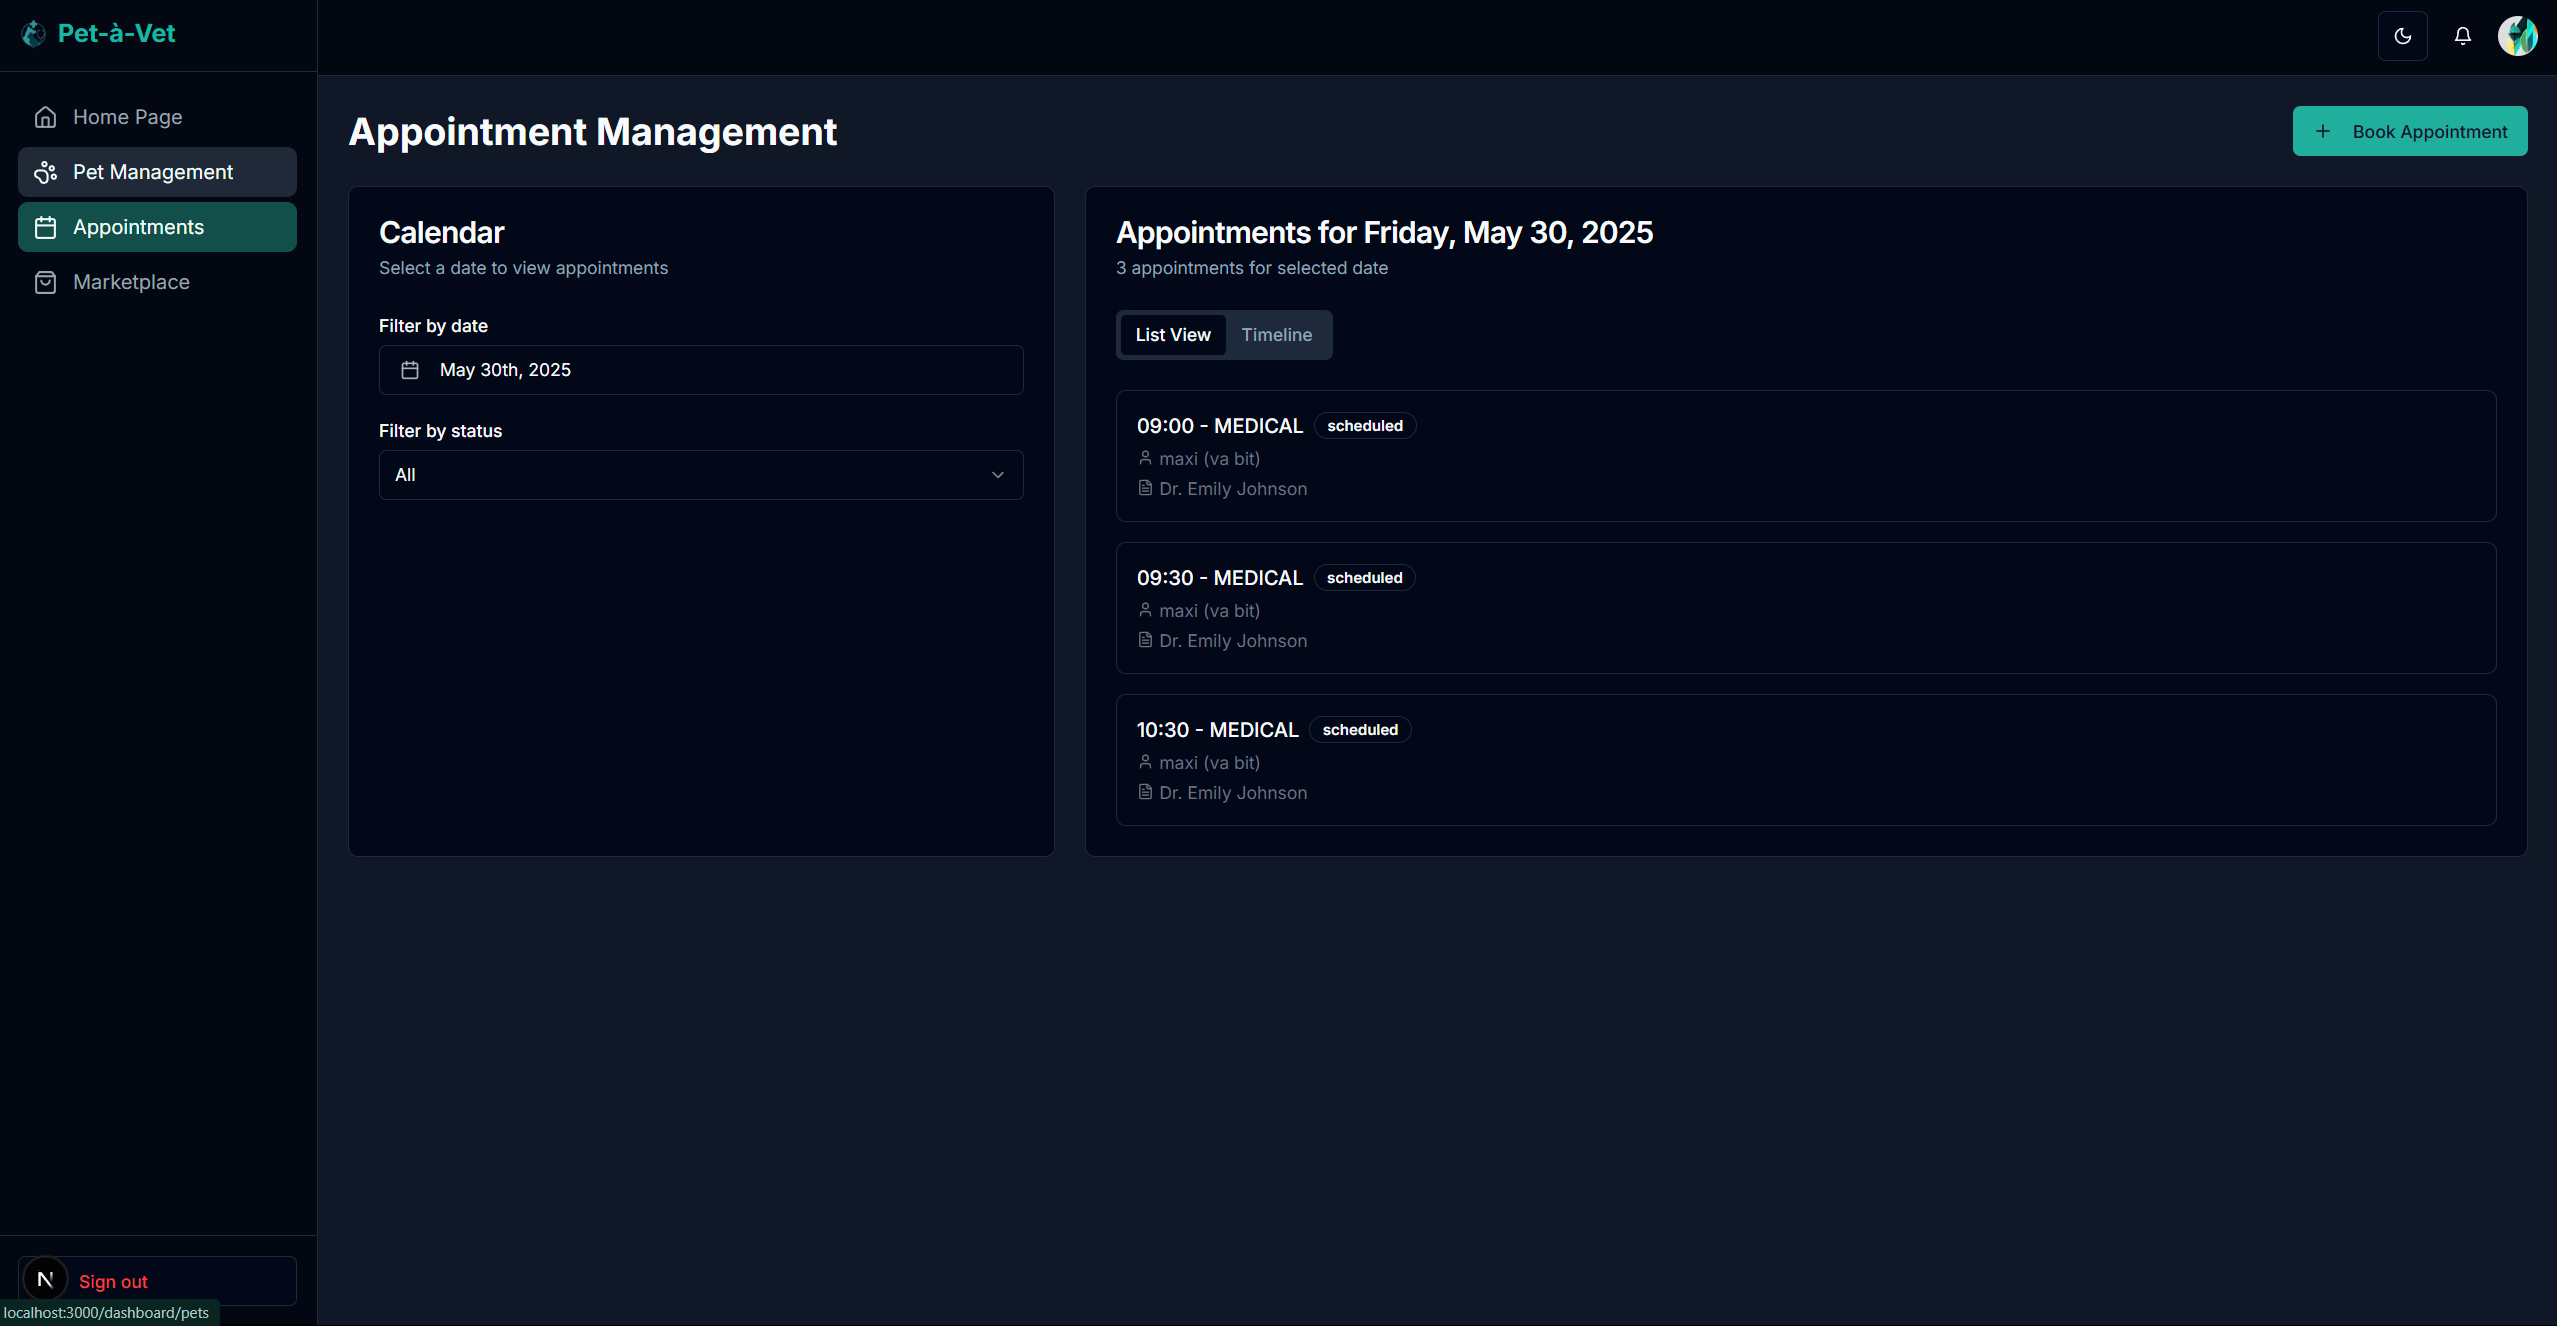 Pet-à-Vet
Home Page
Pet Management
Appointments
Marketplace
Appointment Management
Book Appointment
Calendar
Select a date to view appointments
Filter by date
May 30th, 2025
Filter by status
All
Appointments for Friday, May 30, 2025
3 appointments for selected date
List View Timeline
09:00 - MEDICAL scheduled
maxi (va bit)
Dr. Emily Johnson
09:30 - MEDICAL scheduled
maxi (va bit)
Dr. Emily Johnson
10:30 - MEDICAL scheduled
maxi (va bit)
Dr. Emily Johnson
N Sign out
localhost:3000/dashboard/pets